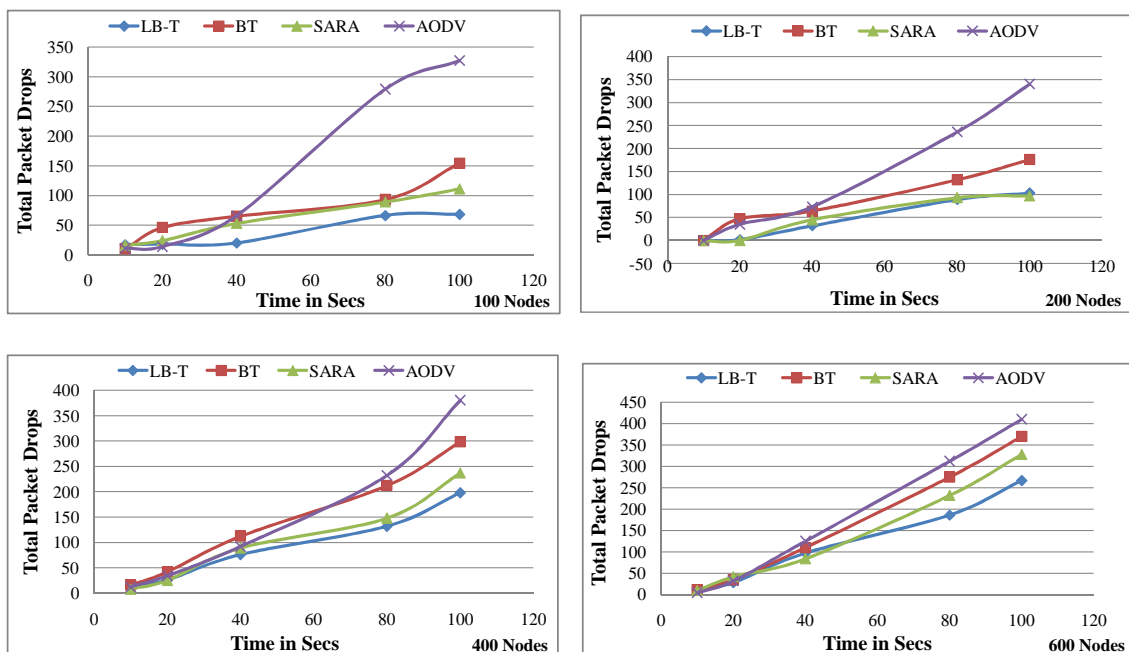 LB-T BT SARA AODV
Total Packet Drops
350
300
250
200
150
100
50
0
0 20 40 60 80 100 120
Time in Secs
100 Nodes
LB-T BT SARA AODV
Total Packet Drops
400
350
300
250
200
150
100
50
0
-50
0 20 40 60 80 100 120
Time in Secs
200 Nodes
LB-T BT SARA AODV
Total Packet Drops
400
350
300
250
200
150
100
50
0
0 20 40 60 80 100 120
Time in Secs
400 Nodes
LB-T BT SARA AODV
Total Packet Drops
450
400
350
300
250
200
150
100
50
0
0 20 40 60 80 100 120
Time in Secs
600 Nodes